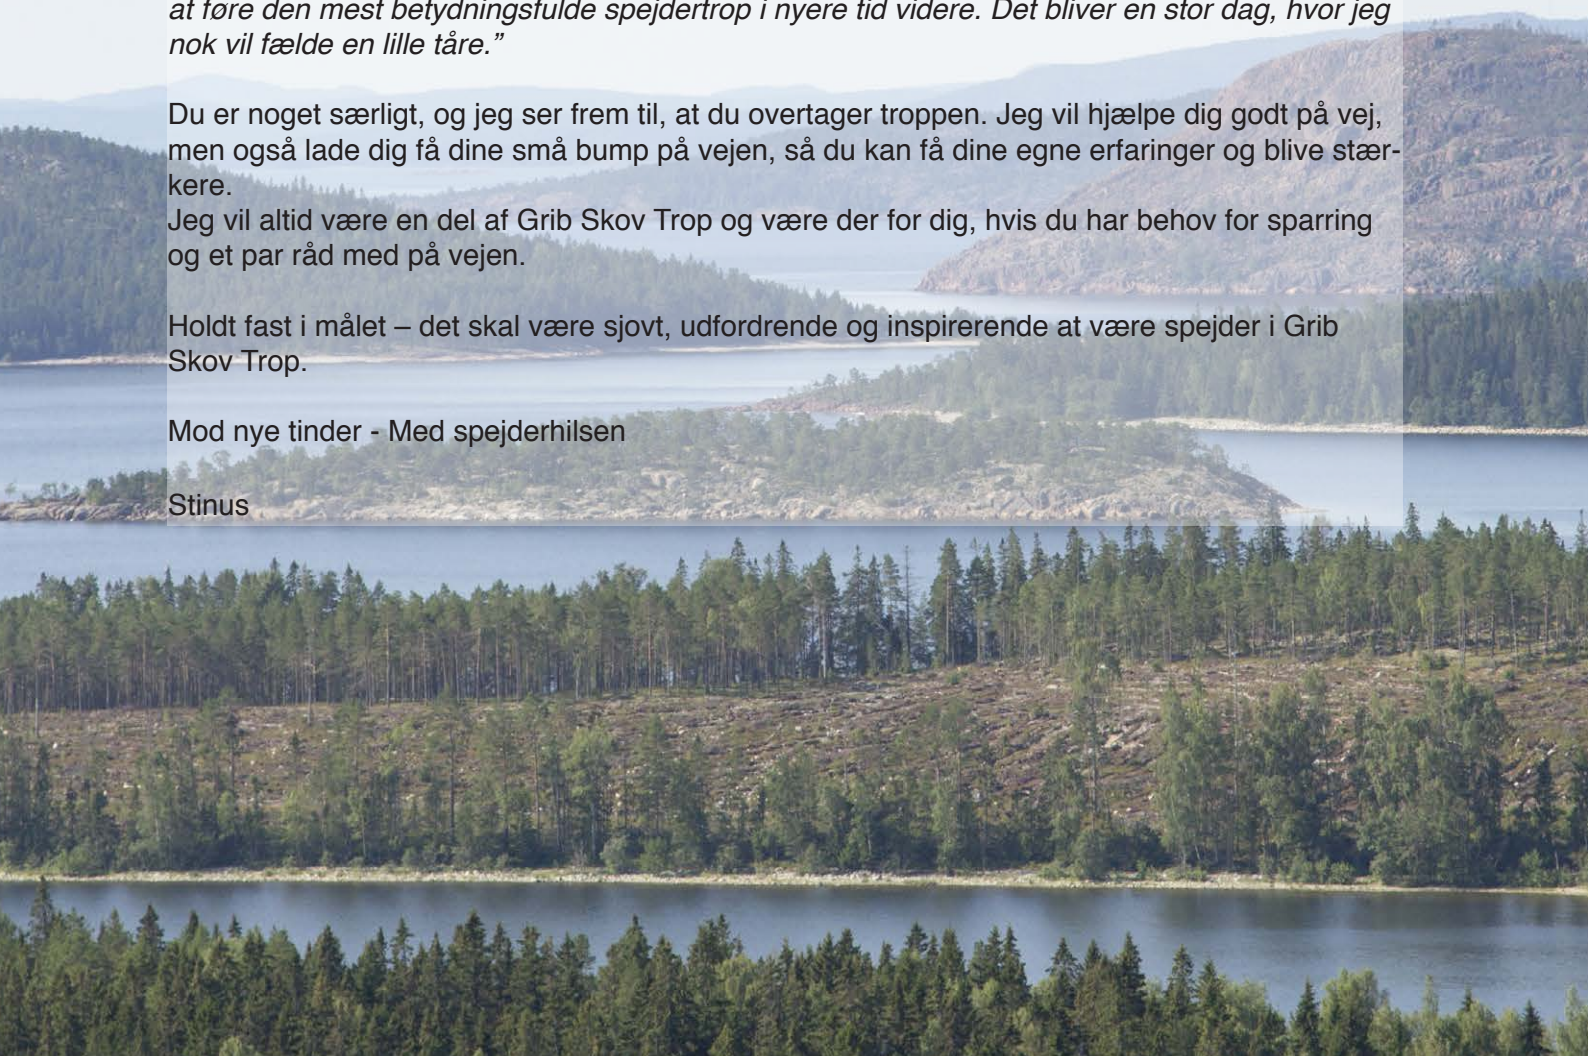 at føre den mest betydningsfulde spejdertrop i nyere tid videre. Det bliver en stor dag, hvor jeg
nok vil fælde en lille tåre.”
Du er noget særligt, og jeg ser frem til, at du overtager troppen. Jeg vil hjælpe dig godt på vej,
men også lade dig få dine små bump på vejen, så du kan få dine egne erfaringer og blive stær-
kere.
Jeg vil altid være en del af Grib Skov Trop og være der for dig, hvis du har behov for sparring
og et par råd med på vejen.
Holdt fast i målet – det skal være sjovt, udfordrende og inspirerende at være spejder i Grib
Skov Trop.
Mod nye tinder - Med spejderhilsen
Stinus